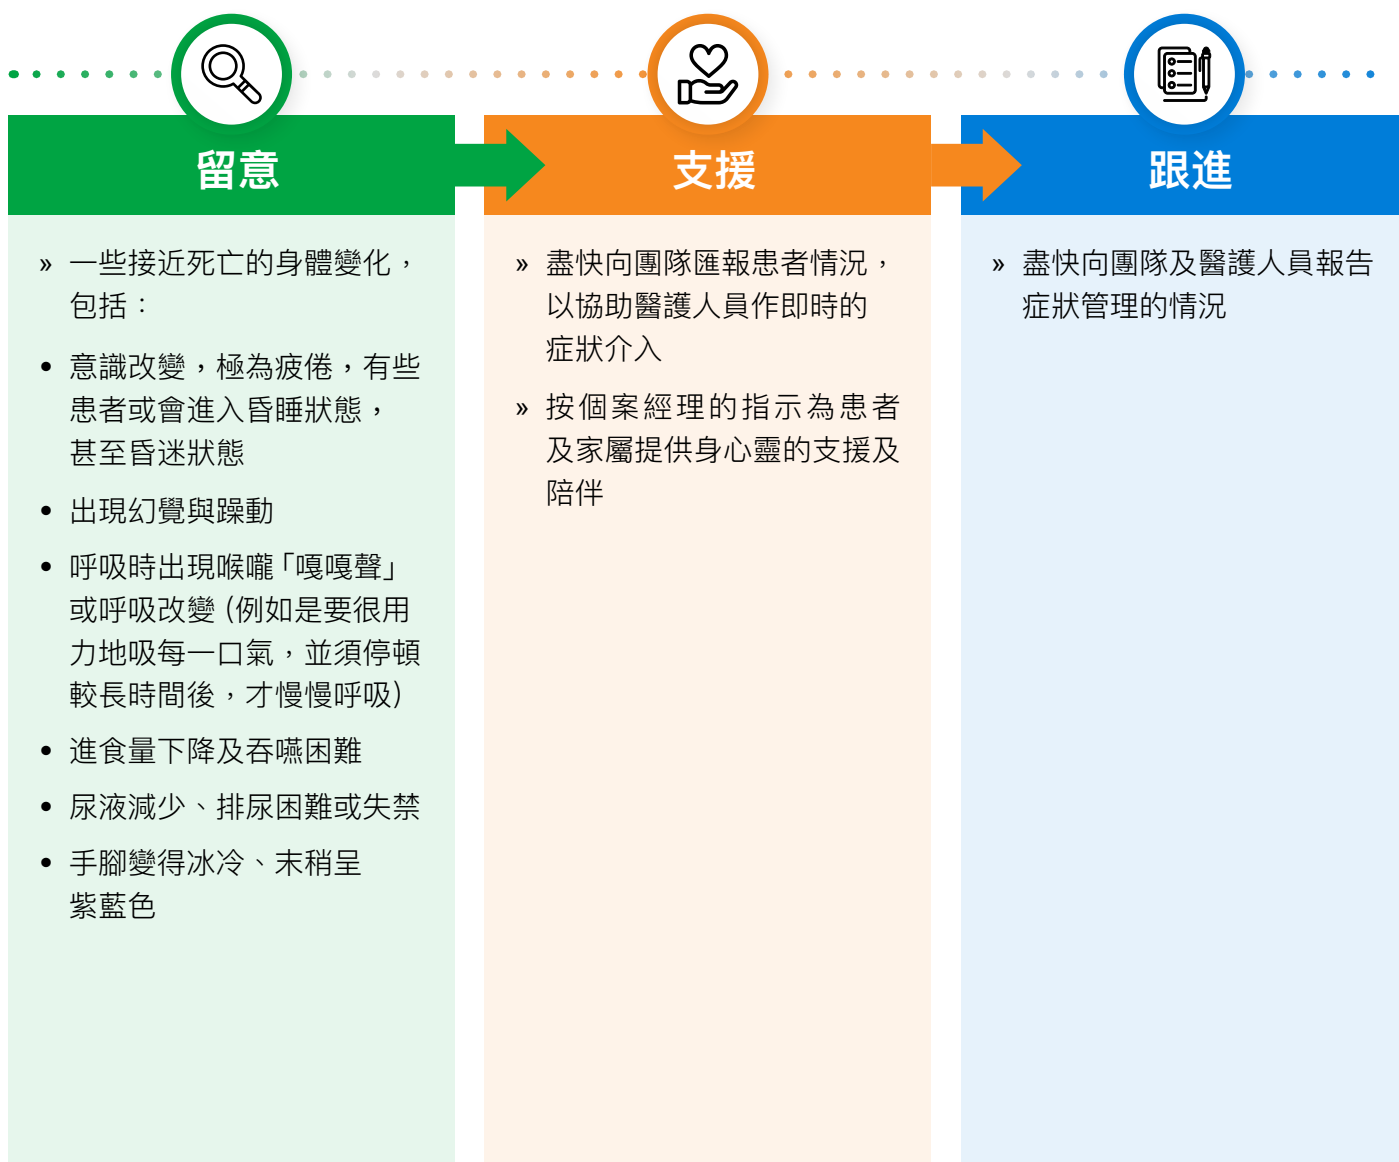 留意
» 一些接近死亡的身體變化，
包括：
• 意識改變，極為疲倦，有些
患者或會進入昏睡狀態，
甚至昏迷狀態
• 出現幻覺與躁動
• 呼吸時出現喉嚨「嘎嘎聲」
或呼吸改變（例如是要很用
力地吸每一口氣，並須停頓
較長時間後，才慢慢呼吸）
• 進食量下降及吞嚥困難
• 尿液減少、排尿困難或失禁
• 手腳變得冰冷、末稍呈
紫藍色
支援
» 盡快向團隊匯報患者情況，
以協助醫護人員作即時的
症狀介入
» 按個案經理的指示為患者
及家屬提供身心靈的支援及
陪伴
跟進
» 盡快向團隊及醫護人員報告
症狀管理的情況